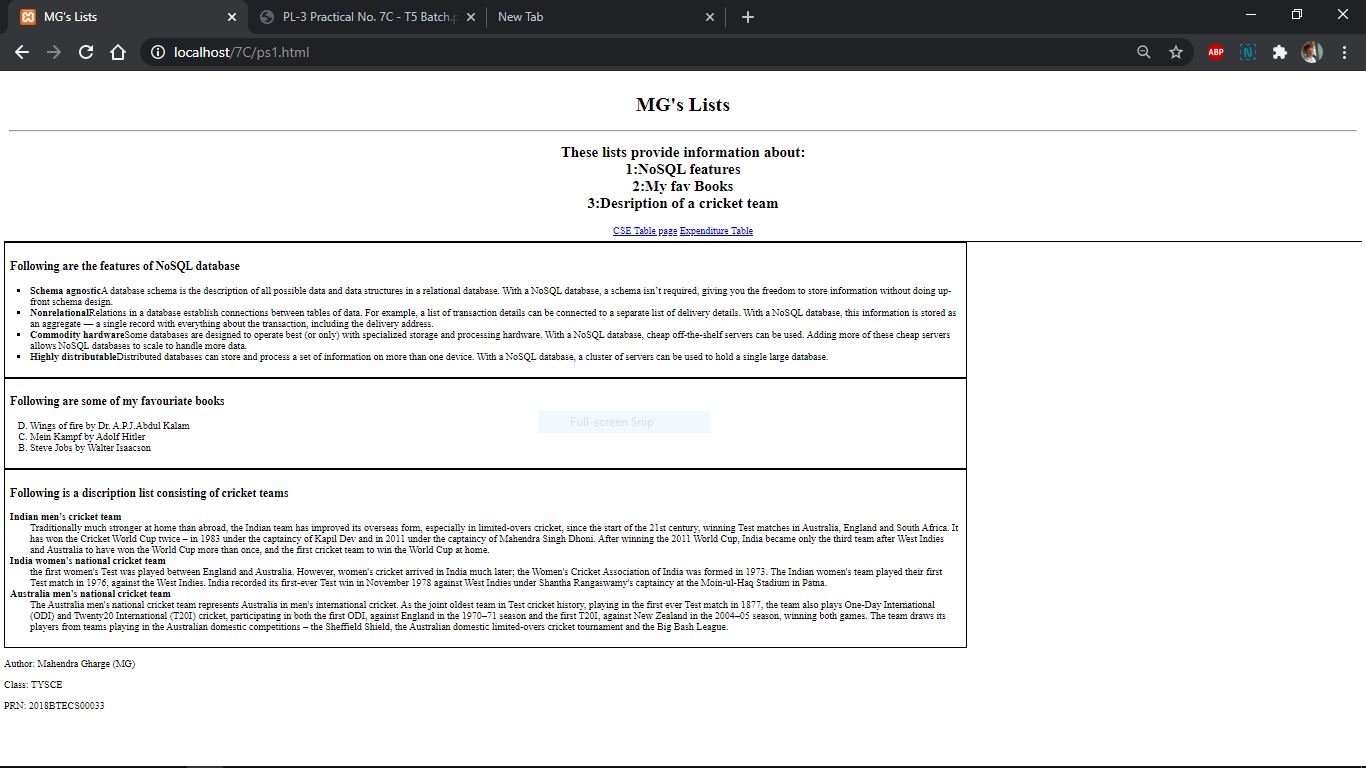 MG's Lists
PL-3 Practical No. 7C - T5 Batch.p
New Tab
localhost/7C/ps1.html
ABP
N
MG's Lists
These lists provide information about:
1:NoSQL features
2:My fav Books
3:Desription of a cricket team
CSE Table page Expenditure Table
Following are the features of NoSQL database
Schema agnosticA database schema is the description of all possible data and data structures in a relational database. With a NoSQL database, a schema isn't required, giving you the freedom to store information without doing up-
front schema design.
NonrelationalRelations in a database establish connections between tables of data. For example, a list of transaction details can be connected to a separate list of delivery details. With a NoSQL database, this information is stored as
an aggregate — a single record with everything about the transaction, including the delivery address.
Commodity hardwareSome databases are designed to operate best (or only) with specialized storage and processing hardware. With a NoSQL database, cheap off-the-shelf servers can be used. Adding more of these cheap servers
allows NoSQL databases to scale to handle more data.
Highly distributableDistributed databases can store and process a set of information on more than one device. With a NoSQL database, a cluster of servers can be used to hold a single large database.
Following are some of my favouriate books
Full-screen Snip
D. Wings of fire by Dr. A.P.J.Abdul Kalam
C. Mein Kampf by Adolf Hitler
B. Steve Jobs by Walter Isaacson
Following is a discription list consisting of cricket teams
Indian men's cricket team
Traditionally much stronger at home than abroad, the Indian team has improved its overseas form, especially in limited-overs cricket, since the start of the 21st century, winning Test matches in Australia, England and South Africa. It
has won the Cricket World Cup twice – in 1983 under the captaincy of Kapil Dev and in 2011 under the captaincy of Mahendra Singh Dhoni. After winning the 2011 World Cup, India became only the third team after West Indies
and Australia to have won the World Cup more than once, and the first cricket team to win the World Cup at home.
India women's national cricket team
the first women's Test was played between England and Australia. However, women's cricket arrived in India much later; the Women's Cricket Association of India was formed in 1973. The Indian women's team played their first
Test match in 1976, against the West Indies. India recorded its first-ever Test win in November 1978 against West Indies under Shantha Rangaswamy's captaincy at the Moin-ul-Haq Stadium in Patna.
Australia men's national cricket team
The Australia men's national cricket team represents Australia in men's international cricket. As the joint oldest team in Test cricket history, playing in the first ever Test match in 1877, the team also plays One-Day International
(ODI) and Twenty20 International (T20I) cricket, participating in both the first ODI, against England in the 1970–71 season and the first T20I, against New Zealand in the 2004–05 season, winning both games. The team draws its
players from teams playing in the Australian domestic competitions – the Sheffield Shield, the Australian domestic limited-overs cricket tournament and the Big Bash League.
Author: Mahendra Gharge (MG)
Class: TYSCE
PRN: 2018BTECS00033